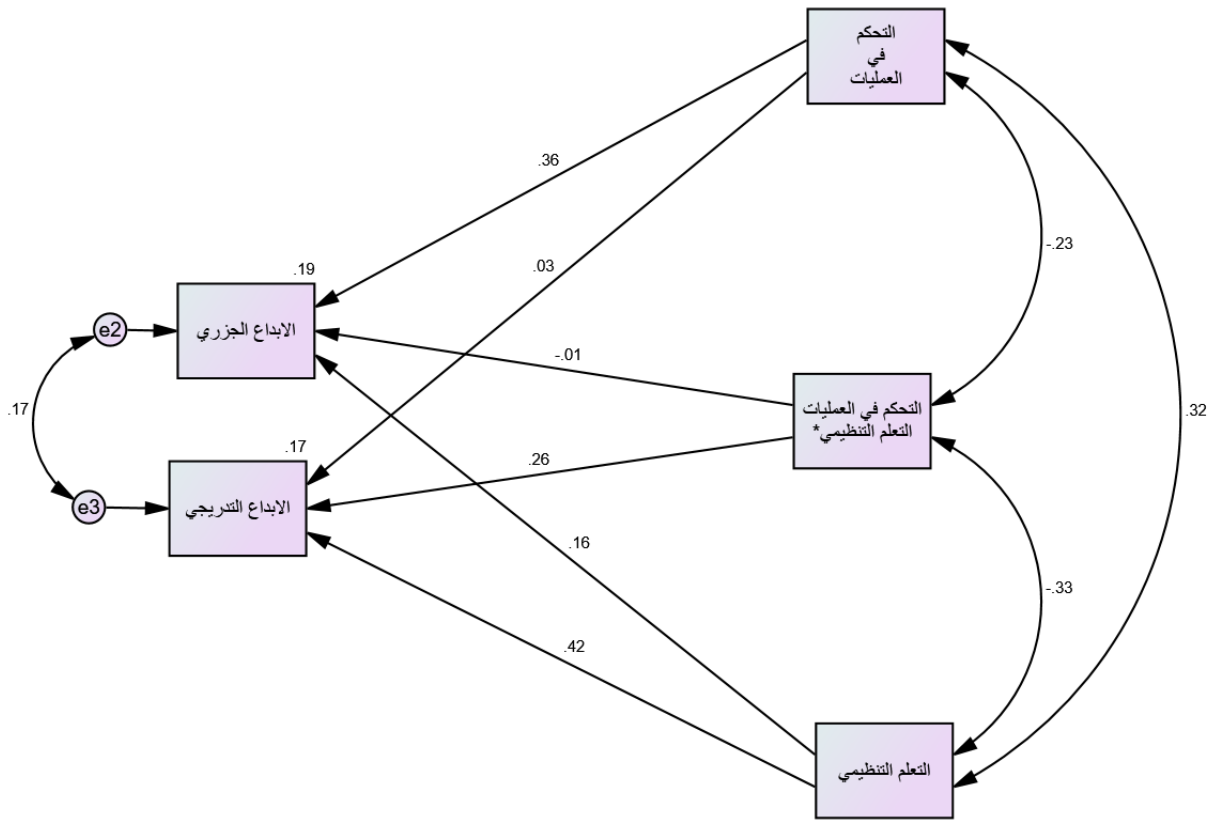 التحكم
في
العمليات
.36
.03
-.23
.19
الابداع الجزري
e2
-.01
.17
.32
التحكم في العمليات
التعلم التنظيمي*
.17
الابداع التدريجي
e3
.26
.16
-.33
.42
التعلم التنظيمي